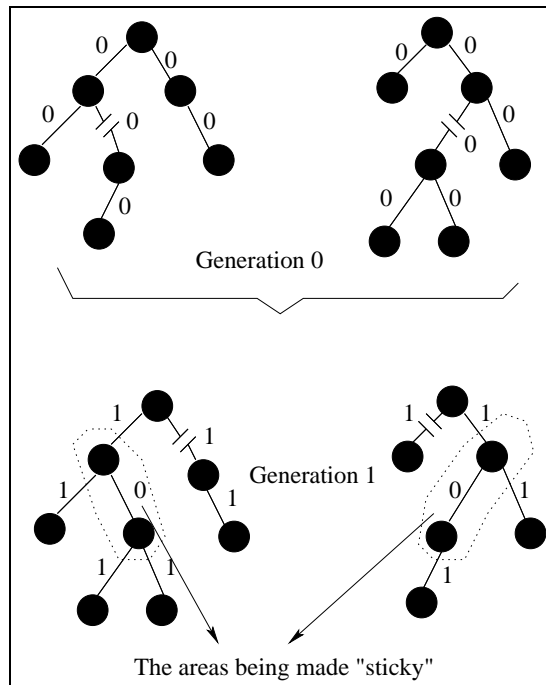 0 0 0 0
0 0 0 0
0 0 0 0
Generation 0
1 1 1 1
Generation 1
1 0 1 0 1
1 1 1
The areas being made "sticky"